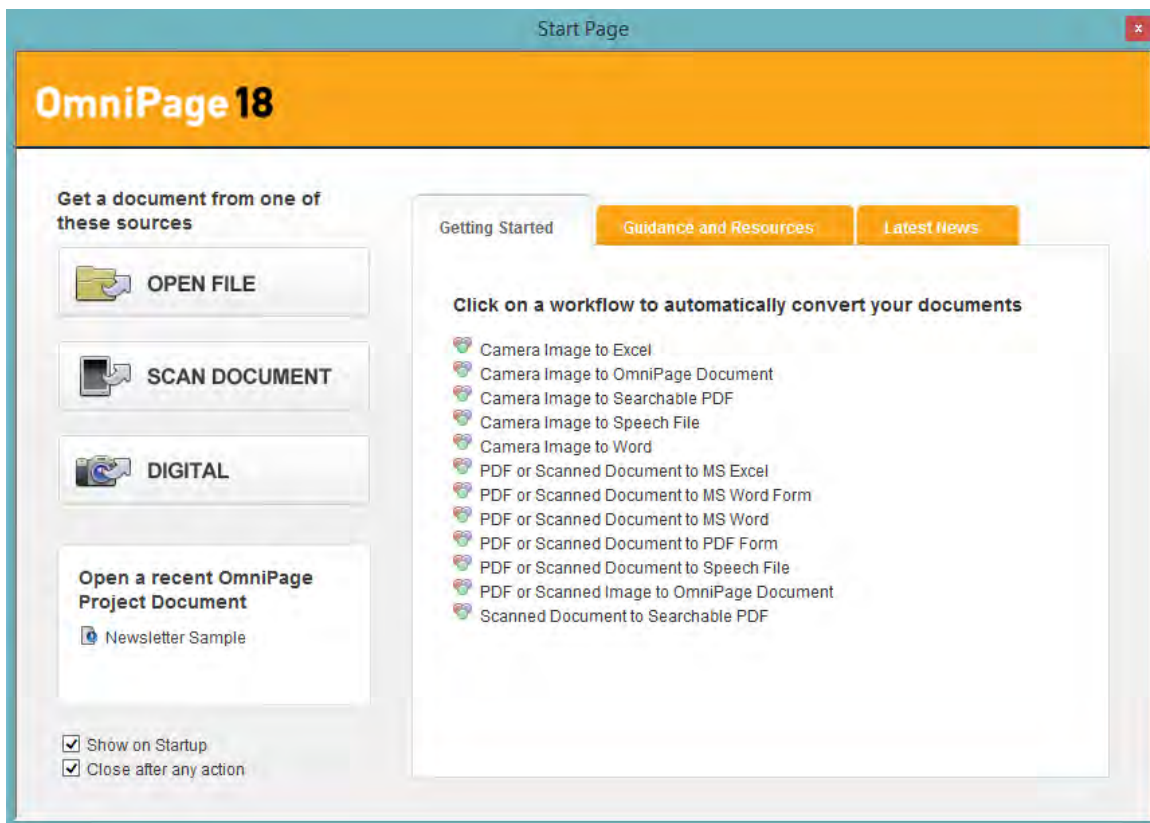 Start Page
OmniPage 18
Get a document from one of
these sources
OPEN FILE
SCAN DOCUMENT
DIGITAL
Open a recent OmniPage
Project Document
Newsletter Sample
Show on Startup
Close after any action
Getting Started
Guidance and Resources
Latest News
Click on a workflow to automatically convert your documents
Camera Image to Excel
Camera Image to OmniPage Document
Camera Image to Searchable PDF
Camera Image to Speech File
Camera Image to Word
PDF or Scanned Document to MS Excel
PDF or Scanned Document to MS Word Form
PDF or Scanned Document to MS Word
PDF or Scanned Document to PDF Form
PDF or Scanned Document to Speech File
PDF or Scanned Image to OmniPage Document
Scanned Document to Searchable PDF